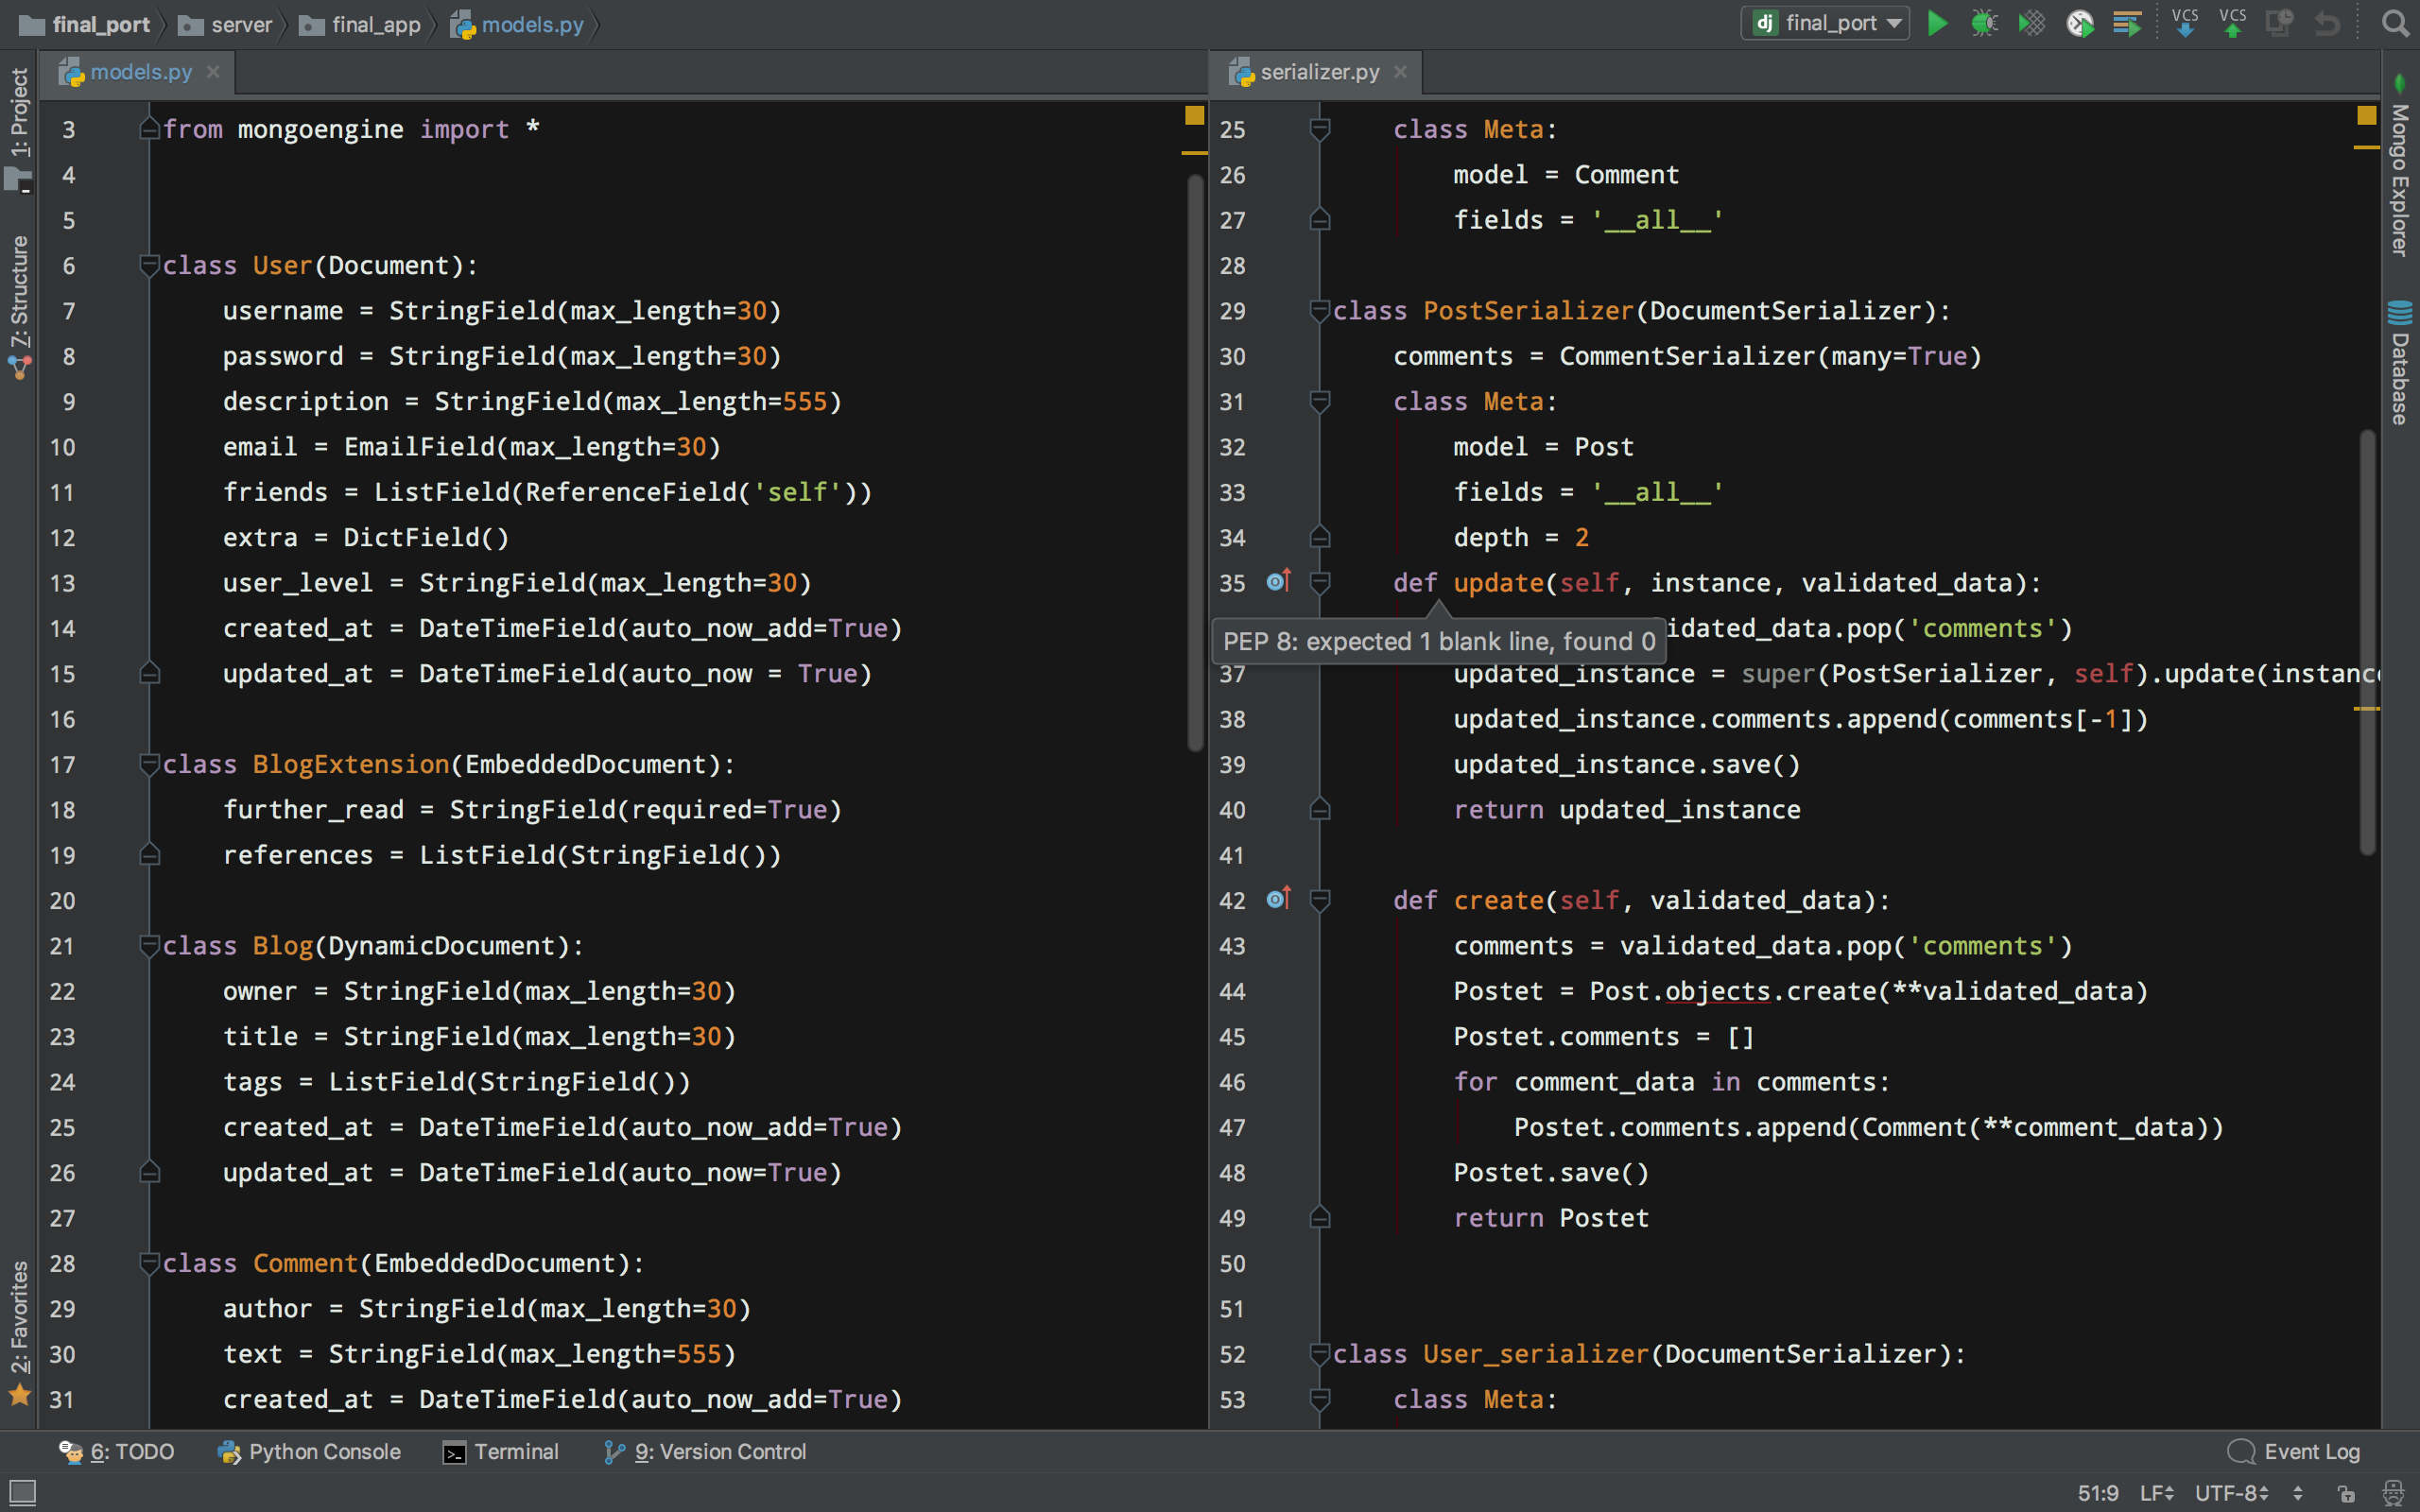 final_port server final_app models.py
final_port VCS VCS
models.py
serializer.py
1: Project
Z: Structure
2: Favorites
3 from mongoengine import *
4
5
6 class User(Document):
7 username = StringField(max_length=30)
8 password = StringField(max_length=30)
9 description = StringField(max_length=555)
10 email = EmailField(max_length=30)
11 friends = ListField(ReferenceField('self'))
12 extra = DictField()
13 user_level = StringField(max_length=30)
14 created_at = DateTimeField(auto_now_add=True)
15 updated_at = DateTimeField(auto_now = True)
16
17 class BlogExtension(EmbeddedDocument):
18 further_read = StringField(required=True)
19 references = ListField(StringField())
20
21 class Blog(DynamicDocument):
22 owner = StringField(max_length=30)
23 title = StringField(max_length=30)
24 tags = ListField(StringField())
25 created_at = DateTimeField(auto_now_add=True)
26 updated_at = DateTimeField(auto_now=True)
27
28 class Comment(EmbeddedDocument):
29 author = StringField(max_length=30)
30 text = StringField(max_length=555)
31 created_at = DateTimeField(auto_now_add=True)
25 class Meta:
26 model = Comment
27 fields = '__all__'
28
29 class PostSerializer(DocumentSerializer):
30 comments = CommentSerializer(many=True)
31 class Meta:
32 model = Post
33 fields = '__all__'
34 depth = 2
35 def update(self, instance, validated_data):
PEP 8: expected 1 blank line, found 0 idated_data.pop('comments')
37 updated_instance = super(PostSerializer, self).update(instanc
38 updated_instance.comments.append(comments[-1])
39 updated_instance.save()
40 return updated_instance
41
42 def create(self, validated_data):
43 comments = validated_data.pop('comments')
44 Postet = Post.objects.create(**validated_data)
45 Postet.comments = []
46 for comment_data in comments:
47 Postet.comments.append(Comment(**comment_data))
48 Postet.save()
49 return Postet
50
51
52 class User_serializer(DocumentSerializer):
53 class Meta:
Mongo Explorer
Database
6: TODO Python Console Terminal 9: Version Control Event Log
51:9 LF UTF-8